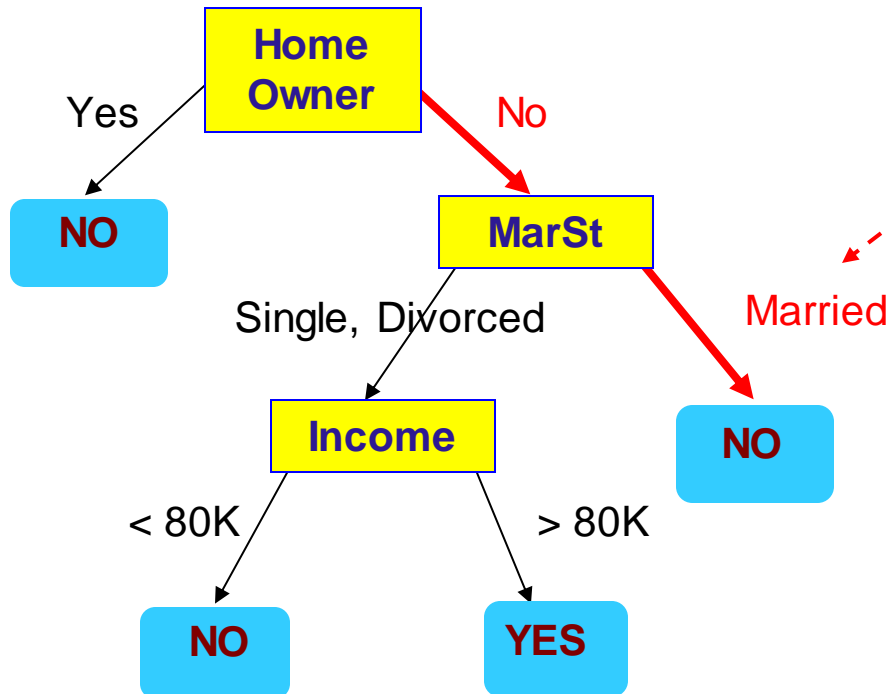 Home
Owner
Yes
No
NO
MarSt
Single, Divorced
Married
Income
NO
< 80K
> 80K
NO
YES